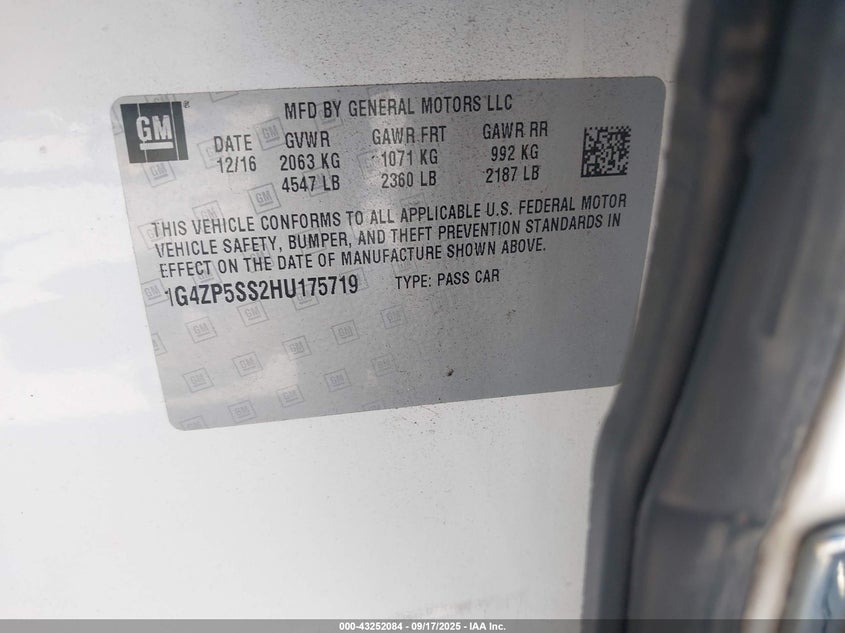 GM
MFD BY GENERAL MOTORS LLC
DATE GVWR GAWR FRT GAWR RR
12/16 2063 KG 1071 KG 992 KG
4547 LB 2360 LB 2187 LB
THIS VEHICLE CONFORMS TO ALL APPLICABLE U.S. FEDERAL MOTOR
VEHICLE SAFETY, BUMPER, AND THEFT PREVENTION STANDARDS IN
EFFECT ON THE DATE OF MANUFACTURE SHOWN ABOVE.
1G4ZP5SS2HU175719 TYPE: PASS CAR
000-43252084 - 09/17/2025 - IAA Inc.